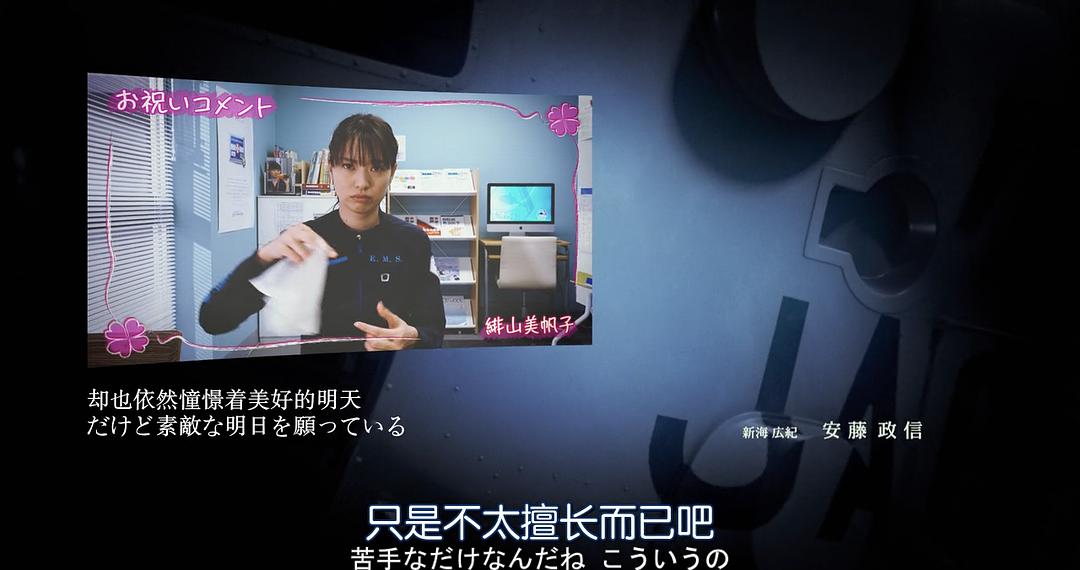 お祝いコメント
E. M. S.
緋山美帆子
却也依然憧憬着美好的明天
だけど素敵な明日を願っている
新海 広紀 安藤 政信
JA
只是不太擅长而已吧
苦手なだけなんだね こういうの